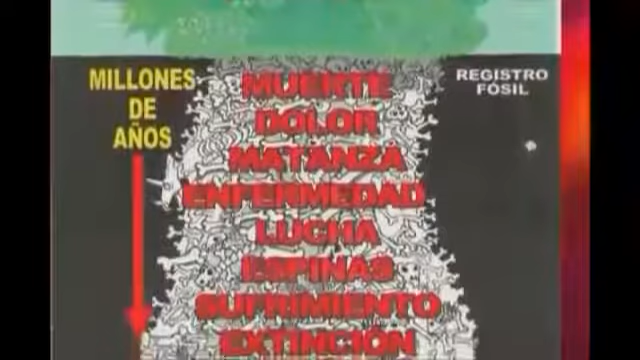 MILLONES
DE
AÑOS
MUERTE
DOLOR
MATANZA
ENFERMEDAD
LUCHA
ESPINAS
SUFRIMIENTO
EXTINCIÓN
REGISTRO
FÓSIL